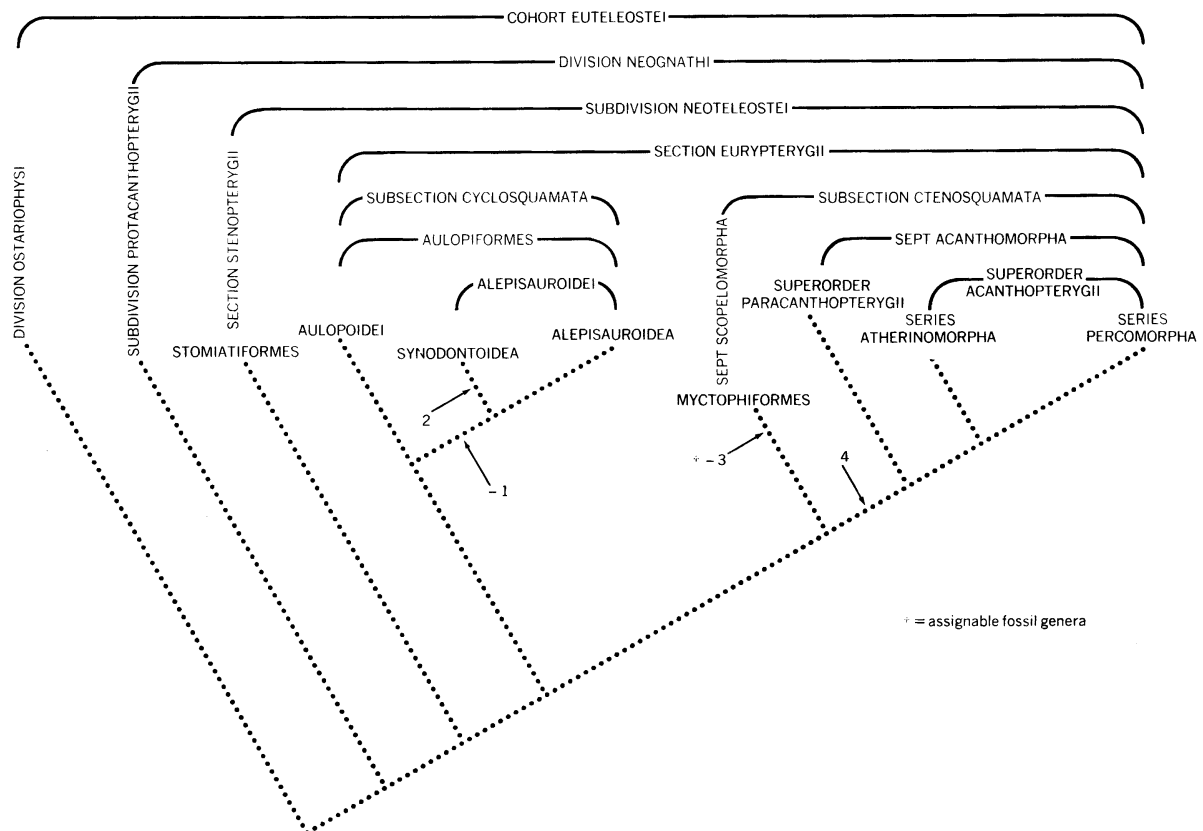 COHORT EUTELEOSTEI
DIVISION NEOGNATHI
SUBDIVISION NEOTELEOSTEI
SECTION EURYPTERYGII
SUBSECTION CYCLOSQUAMATA
SUBSECTION CTENOSQUAMATA
AULOPIFORMES
SEPT ACANTHOMORPHA
ALEPISAUROIDEI
SUPERORDER
ACANTHOPTERYGII
SUPERORDER
PARACANTHOPTERYGII
DIVISION OSTARIOPHYSI
SUBDIVISION PROTACANTHOPTERYGII
SECTION STENOPTERYGII
STOMIATIFORMES
AULOPOIDEI
SYNODONTOIDEA
ALEPISAUROIDEA
SEPT SCOPELOMORPHA
MYCTOPHIFORMES
SERIES
ATHERINOMORPHA
SERIES
PERCOMORPHA
2
- 1
+ - 3
4
+ = assignable fossil genera